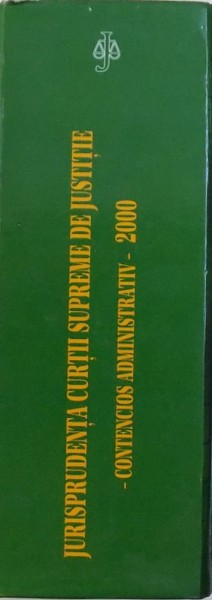 JURISPRUDENȚA CURȚII SUPREME DE JUSTIȚIE
- CONTENCIOS ADMINISTRATIV - 2000